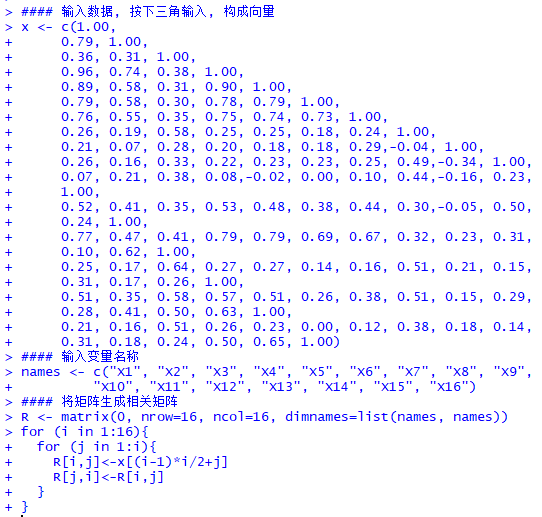 > #### 输入数据, 按下三角输入, 构成向量
> x <- c(1.00,
+ 0.79, 1.00,
+ 0.36, 0.31, 1.00,
+ 0.96, 0.74, 0.38, 1.00,
+ 0.89, 0.58, 0.31, 0.90, 1.00,
+ 0.79, 0.58, 0.30, 0.78, 0.79, 1.00,
+ 0.76, 0.55, 0.35, 0.75, 0.74, 0.73, 1.00,
+ 0.26, 0.19, 0.58, 0.25, 0.25, 0.18, 0.24, 1.00,
+ 0.21, 0.07, 0.28, 0.20, 0.18, 0.18, 0.29,-0.04, 1.00,
+ 0.26, 0.16, 0.33, 0.22, 0.23, 0.23, 0.25, 0.49,-0.34, 1.00,
+ 0.07, 0.21, 0.38, 0.08,-0.02, 0.00, 0.10, 0.44,-0.16, 0.23,
+ 1.00,
+ 0.52, 0.41, 0.35, 0.53, 0.48, 0.38, 0.44, 0.30,-0.05, 0.50,
+ 0.24, 1.00,
+ 0.77, 0.47, 0.41, 0.79, 0.79, 0.69, 0.67, 0.32, 0.23, 0.31,
+ 0.10, 0.62, 1.00,
+ 0.25, 0.17, 0.64, 0.27, 0.27, 0.14, 0.16, 0.51, 0.21, 0.15,
+ 0.31, 0.17, 0.26, 1.00,
+ 0.51, 0.35, 0.58, 0.57, 0.51, 0.26, 0.38, 0.51, 0.15, 0.29,
+ 0.28, 0.41, 0.50, 0.63, 1.00,
+ 0.21, 0.16, 0.51, 0.26, 0.23, 0.00, 0.12, 0.38, 0.18, 0.14,
+ 0.31, 0.18, 0.24, 0.50, 0.65, 1.00)
> #### 输入变量名称
> names <- c("X1", "X2", "X3", "X4", "X5", "X6", "X7", "X8", "X9",
+ "X10", "X11", "X12", "X13", "X14", "X15", "X16")
> #### 将矩阵生成相关矩阵
> R <- matrix(0, nrow=16, ncol=16, dimnames=list(names, names))
> for (i in 1:16){
+ for (j in 1:i){
+ R[i,j]<-x[(i-1)*i/2+j]
+ R[j,i]<-R[i,j]
+ }
+ }